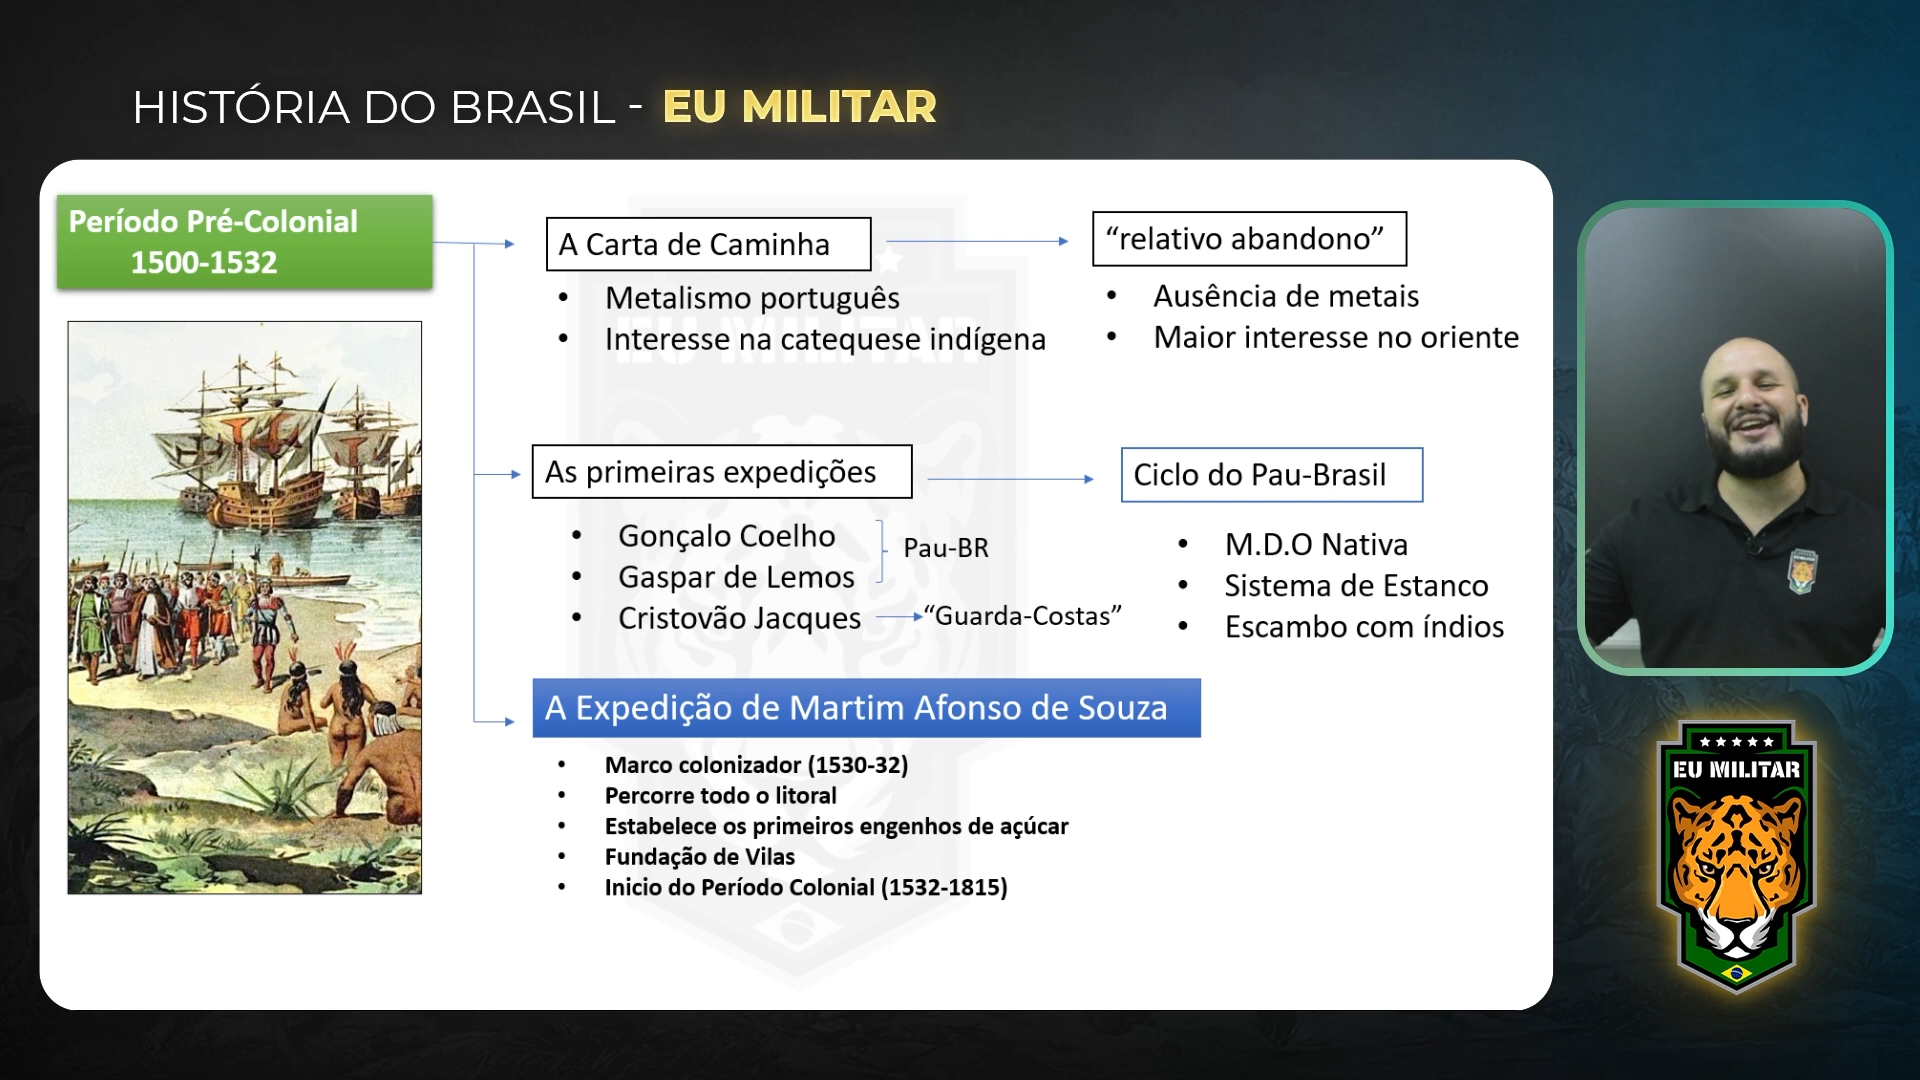 HISTÓRIA DO BRASIL - EU MILITAR
Período Pré-Colonial
1500-1532
A Carta de Caminha
• Metalismo português
• Interesse na catequese indígena
“relativo abandono”
• Ausência de metais
• Maior interesse no oriente
As primeiras expedições
• Gonçalo Coelho
• Gaspar de Lemos
Pau-BR
• Cristovão Jacques
“Guarda-Costas”
Ciclo do Pau-Brasil
• M.D.O Nativa
• Sistema de Estanco
• Escambo com índios
A Expedição de Martim Afonso de Souza
• Marco colonizador (1530-32)
• Percorre todo o litoral
• Estabelece os primeiros engenhos de açúcar
• Fundação de Vilas
• Inicio do Período Colonial (1532-1815)
EU MILITAR
EU MILITAR